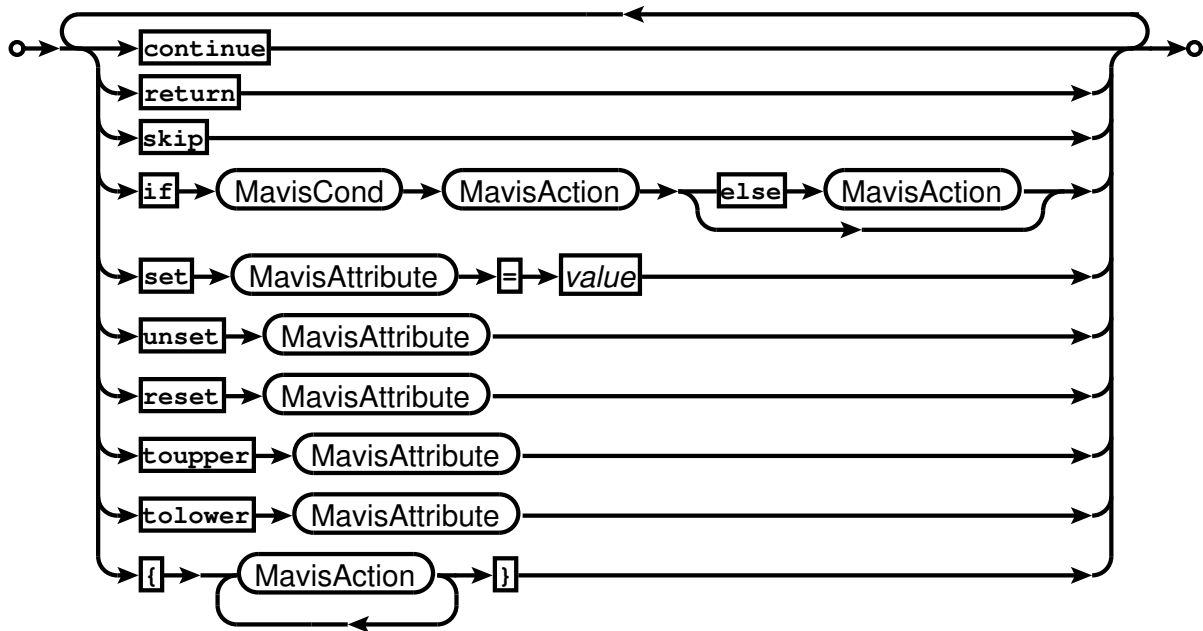 continue
return
skip
if MavisCond MavisAction else MavisAction
set MavisAttribute = value
unset MavisAttribute
reset MavisAttribute
toupper MavisAttribute
tolower MavisAttribute
{ MavisAction }